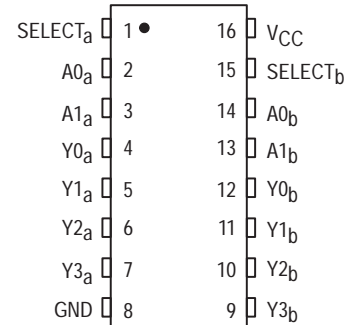 SELECTa 1 16 VCC
A0a 2 15 SELECTb
A1a 3 14 A0b
Y0a 4 13 A1b
Y1a 5 12 Y0b
Y2a 6 11 Y1b
Y3a 7 10 Y2b
GND 8 9 Y3b